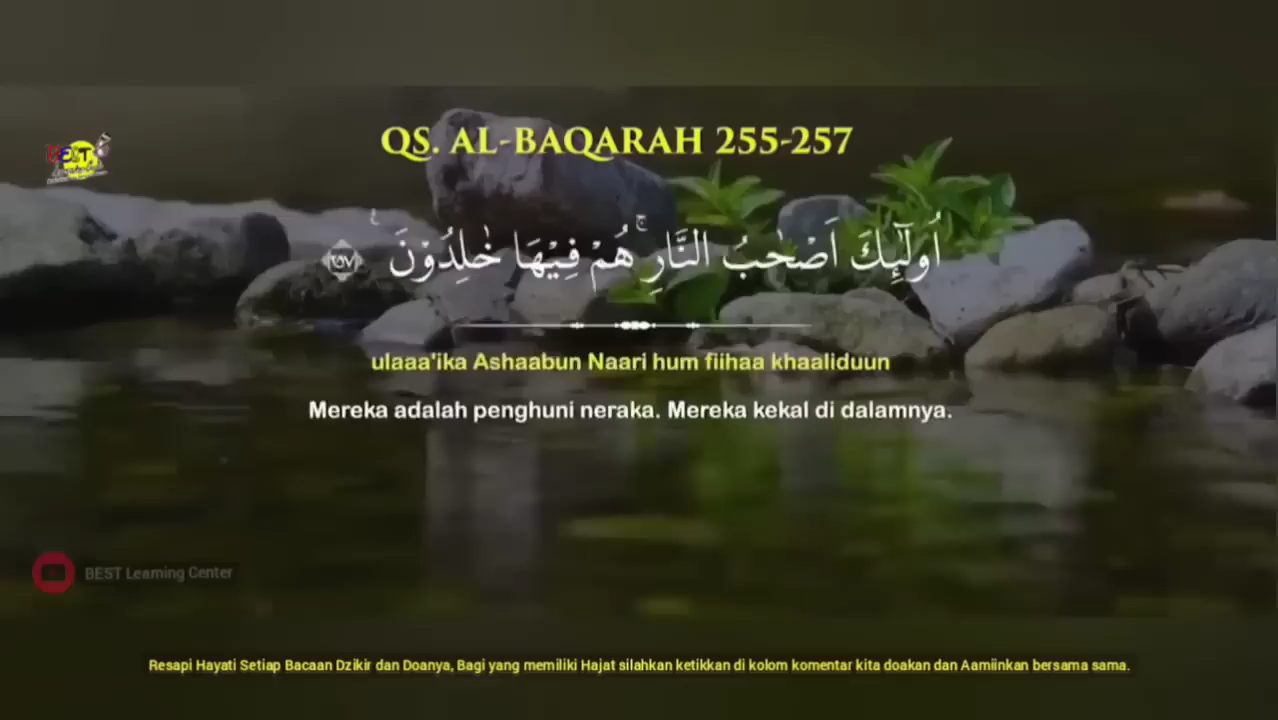 QS. AL-BAQARAH 255-257
BEST
اُولٰۤىِٕكَ اَصْحٰبُ النَّارِۚ هُمْ فِيْهَا خٰلِدُوْنَ ࣖ ٢٥٧
ulaaa'ika Ashaabun Naari hum fiihaa khaaliduun
Mereka adalah penghuni neraka. Mereka kekal di dalamnya.
BEST Learning Center
Resapi Hayati Setiap Bacaan Dzikir dan Doanya, Bagi yang memiliki Hajat silahkan ketikkan di kolom komentar kita doakan dan Aamiinkan bersama sama.